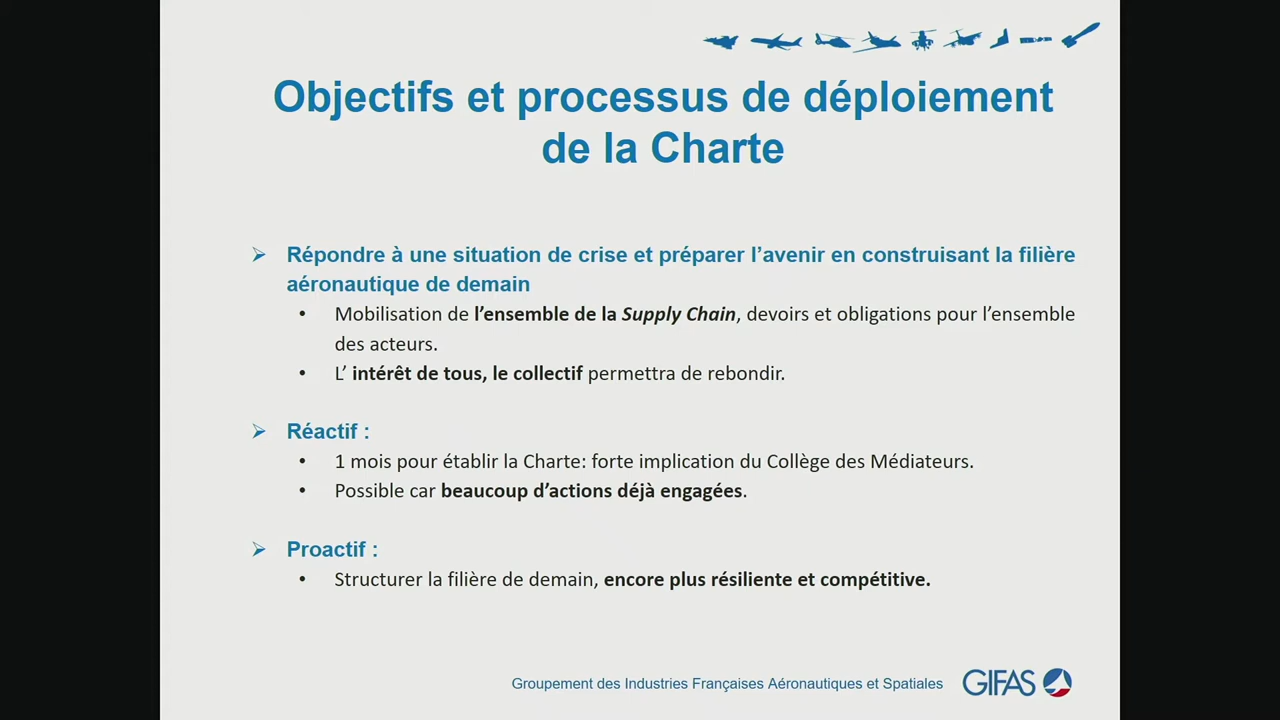 Objectifs et processus de déploiement
de la Charte
➢ Répondre à une situation de crise et préparer l’avenir en construisant la filière
aéronautique de demain
• Mobilisation de l’ensemble de la Supply Chain, devoirs et obligations pour l’ensemble
des acteurs.
• L’ intérêt de tous, le collectif permettra de rebondir.
➢ Réactif :
• 1 mois pour établir la Charte: forte implication du Collège des Médiateurs.
• Possible car beaucoup d’actions déjà engagées.
➢ Proactif :
• Structurer la filière de demain, encore plus résiliente et compétitive.
Groupement des Industries Françaises Aéronautiques et Spatiales GIFAS